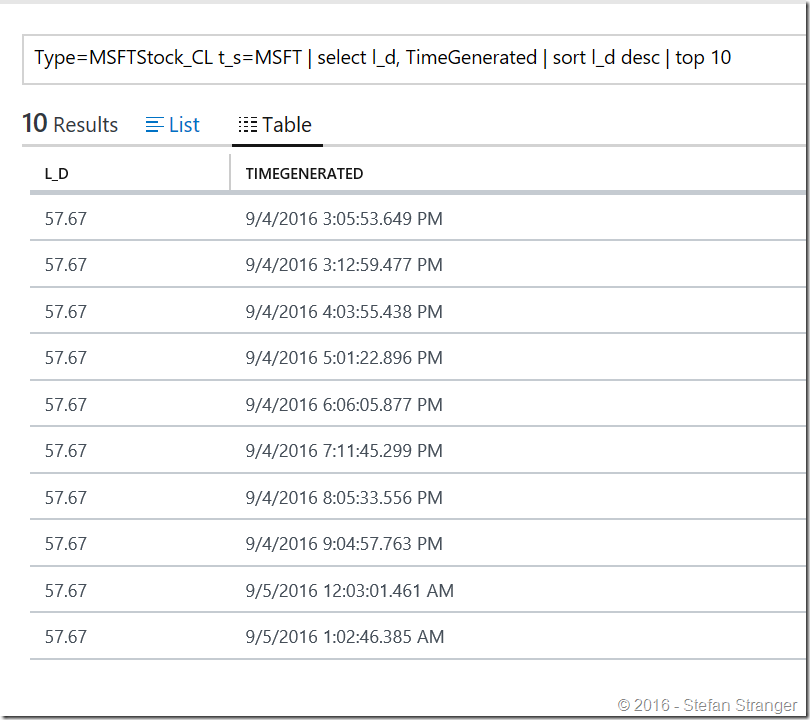 Type=MSFTStock_CL t_s=MSFT | select l_d, TimeGenerated | sort l_d desc | top 10
10 Results List Table
L_D TIMEGENERATED
57.67 9/4/2016 3:05:53.649 PM
57.67 9/4/2016 3:12:59.477 PM
57.67 9/4/2016 4:03:55.438 PM
57.67 9/4/2016 5:01:22.896 PM
57.67 9/4/2016 6:06:05.877 PM
57.67 9/4/2016 7:11:45.299 PM
57.67 9/4/2016 8:05:33.556 PM
57.67 9/4/2016 9:04:57.763 PM
57.67 9/5/2016 12:03:01.461 AM
57.67 9/5/2016 1:02:46.385 AM
© 2016 - Stefan Stranger